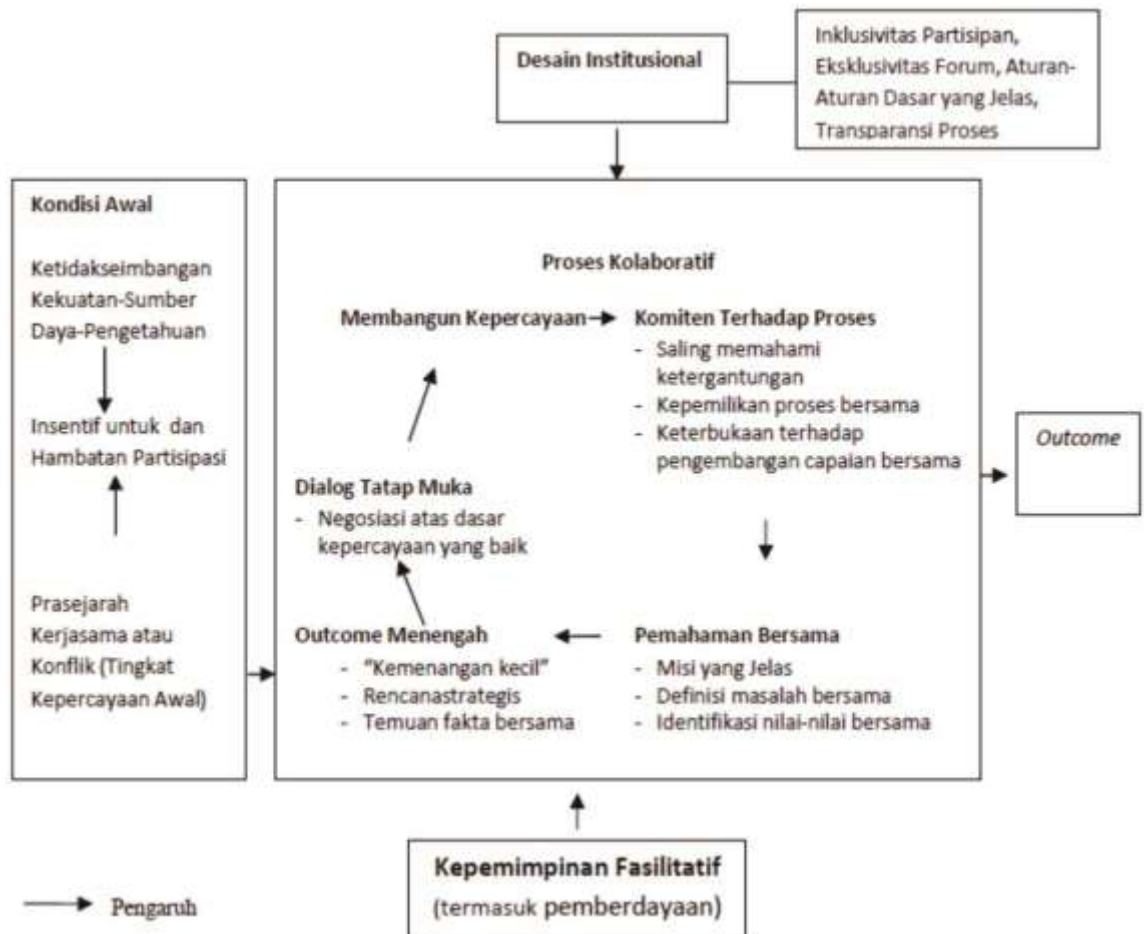 Desain Institusional
Inklusivitas Partisipan,
Eksklusivitas Forum, Aturan-
Aturan Dasar yang Jelas,
Transparansi Proses
Kondisi Awal
Ketidakseimbangan
Kekuatan-Sumber
Daya-Pengetahuan
Insentif untuk dan
Hambatan Partisipasi
Prasejarah
Kerjasama atau
Konflik (Tingkat
Kepercayaan Awal)
Proses Kolaboratif
Membangun Kepercayaan
Komiten Terhadap Proses
- Saling memahami
ketergantungan
- Kepemilikan proses bersama
- Keterbukaan terhadap
pengembangan capaian bersama
Dialog Tatap Muka
- Negosiasi atas dasar
kepercayaan yang baik
Outcome Menengah
- "Kemenangan kecil"
- Rencanastrategis
- Temuan fakta bersama
Pemahaman Bersama
- Misi yang Jelas
- Definisi masalah bersama
- Identifikasi nilai-nilai bersama
Outcome
Kepemimpinan Fasilitatif
(termasuk pemberdayaan)
Pengaruh